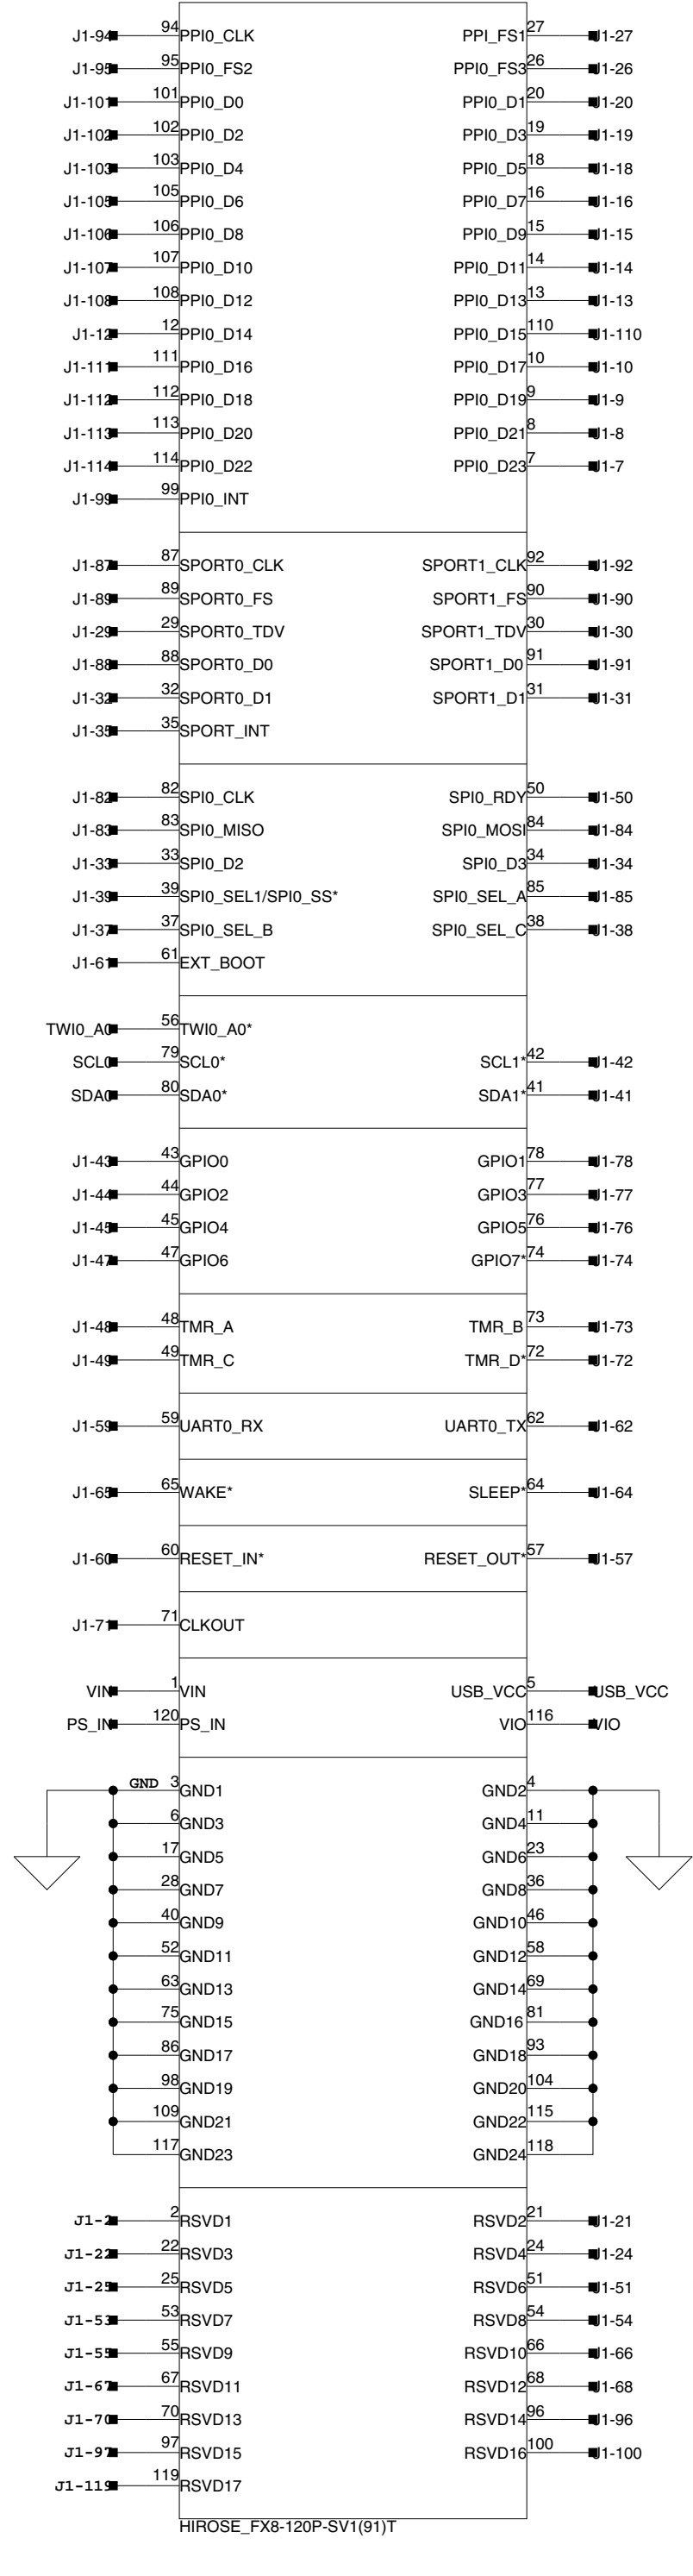 J1-94 94 PPI0_CLK PPI_FS1 27 J1-27
J1-95 95 PPI0_FS2 PPI0_FS3 26 J1-26
J1-101 101 PPI0_D0 PPI0_D1 20 J1-20
J1-102 102 PPI0_D2 PPI0_D3 19 J1-19
J1-103 103 PPI0_D4 PPI0_D5 18 J1-18
J1-105 105 PPI0_D6 PPI0_D7 16 J1-16
J1-106 106 PPI0_D8 PPI0_D9 15 J1-15
J1-107 107 PPI0_D10 PPI0_D11 14 J1-14
J1-108 108 PPI0_D12 PPI0_D13 13 J1-13
J1-12 12 PPI0_D14 PPI0_D15 110 J1-110
J1-111 111 PPI0_D16 PPI0_D17 10 J1-10
J1-112 112 PPI0_D18 PPI0_D19 9 J1-9
J1-113 113 PPI0_D20 PPI0_D21 8 J1-8
J1-114 114 PPI0_D22 PPI0_D23 7 J1-7
J1-99 99 PPI0_INT
J1-87 87 SPORT0_CLK SPORT1_CLK 92 J1-92
J1-89 89 SPORT0_FS SPORT1_FS 90 J1-90
J1-29 29 SPORT0_TDV SPORT1_TDV 30 J1-30
J1-88 88 SPORT0_D0 SPORT1_D0 91 J1-91
J1-32 32 SPORT0_D1 SPORT1_D1 31 J1-31
J1-35 35 SPORT_INT
J1-82 82 SPI0_CLK SPI0_RDY 50 J1-50
J1-83 83 SPI0_MISO SPI0_MOSI 84 J1-84
J1-33 33 SPI0_D2 SPI0_D3 34 J1-34
J1-39 39 SPI0_SEL1/SPI0_SS* SPI0_SEL_A 85 J1-85
J1-37 37 SPI0_SEL_B SPI0_SEL_C 38 J1-38
J1-61 61 EXT_BOOT
TWI0_A0 56 TWI0_A0*
SCL0 79 SCL0* SCL1* 42 J1-42
SDA0 80 SDA0* SDA1* 41 J1-41
J1-43 43 GPIO0 GPIO1 78 J1-78
J1-44 44 GPIO2 GPIO3 77 J1-77
J1-45 45 GPIO4 GPIO5 76 J1-76
J1-47 47 GPIO6 GPIO7* 74 J1-74
J1-48 48 TMR_A TMR_B 73 J1-73
J1-49 49 TMR_C TMR_D* 72 J1-72
J1-59 59 UART0_RX UART0_TX 62 J1-62
J1-65 65 WAKE* SLEEP* 64 J1-64
J1-60 60 RESET_IN* RESET_OUT* 57 J1-57
J1-71 71 CLKOUT
VIN 1 VIN USB_VCC 5 USB_VCC
PS_IN 120 PS_IN VIO 116 VIO
GND 3 GND1 GND2 4
6 GND3 GND4 11
17 GND5 GND6 23
28 GND7 GND8 36
40 GND9 GND10 46
52 GND11 GND12 58
63 GND13 GND14 69
75 GND15 GND16 81
86 GND17 GND18 93
98 GND19 GND20 104
109 GND21 GND22 115
117 GND23 GND24 118
J1-2 2 RSVD1 RSVD2 21 J1-21
J1-22 22 RSVD3 RSVD4 24 J1-24
J1-25 25 RSVD5 RSVD6 51 J1-51
J1-53 53 RSVD7 RSVD8 54 J1-54
J1-55 55 RSVD9 RSVD10 66 J1-66
J1-67 67 RSVD11 RSVD12 68 J1-68
J1-70 70 RSVD13 RSVD14 96 J1-96
J1-97 97 RSVD15 RSVD16 100 J1-100
J1-119 119 RSVD17
HIROSE_FX8-120P-SV1(91)T